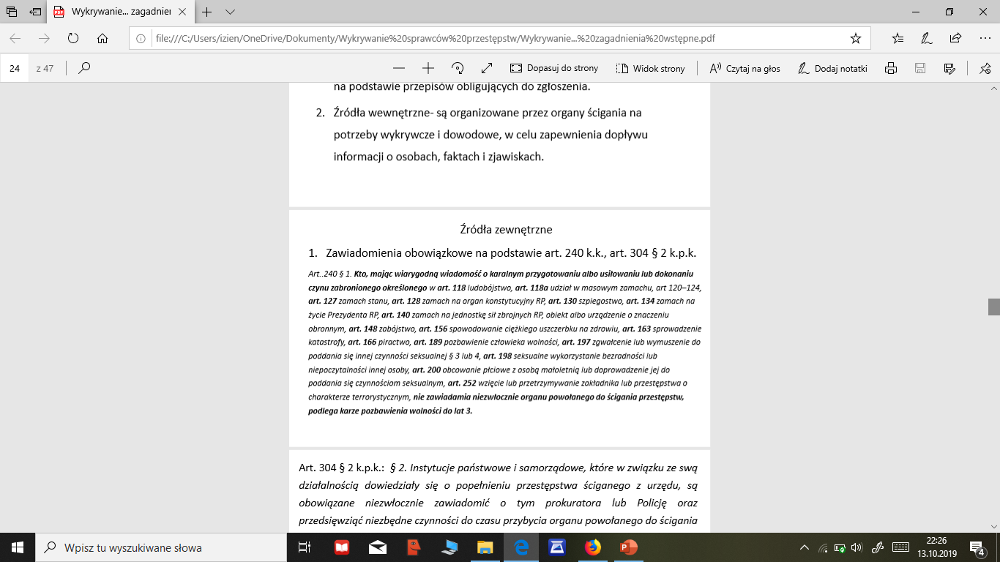 Wykrywanie... zagadnier
file:///C:/Users/izien/OneDrive/Dokumenty/Wykrywanie%20sprawców%20przestępstw/Wykrywanie...%20zagadnienia%20wstępne.pdf
24 z 47
Dopasuj do strony
Widok strony
Czytaj na głos
Dodaj notatki
na podstawie przepisów obligujących do zgłoszenia.
2. Źródła wewnętrzne- są organizowane przez organy ścigania na
potrzeby wykrywcze i dowodowe, w celu zapewnienia dopływu
informacji o osobach, faktach i zjawiskach.
Źródła zewnętrzne
1. Zawiadomienia obowiązkowe na podstawie art. 240 k.k., art. 304 § 2 k.p.k.
Art..240 § 1. Kto, mając wiarygodną wiadomość o karalnym przygotowaniu albo usiłowaniu lub dokonaniu
czynu zabronionego określonego w art. 118 ludobójstwo, art. 118a udział w masowym zamachu, art 120–124,
art. 127 zamach stanu, art. 128 zamach na organ konstytucyjny RP, art. 130 szpiegostwo, art. 134 zamach na
życie Prezydenta RP, art. 140 zamach na jednostkę sił zbrojnych RP, obiekt albo urządzenie o znaczeniu
obronnym, art. 148 zabójstwo, art. 156 spowodowanie ciężkiego uszczerbku na zdrowiu, art. 163 sprowadzenie
katastrofy, art. 166 piractwo, art. 189 pozbawienie człowieka wolności, art. 197 zgwałcenie lub wymuszenie do
poddania się innej czynności seksualnej § 3 lub 4, art. 198 seksualne wykorzystanie bezradności lub
niepoczytalności innej osoby, art. 200 obcowanie płciowe z osobą małoletnią lub doprowadzenie jej do
poddania się czynnościom seksualnym, art. 252 wzięcie lub przetrzymywanie zakładnika lub przestępstwa o
charakterze terrorystycznym, nie zawiadamia niezwłocznie organu powołanego do ścigania przestępstw,
podlega karze pozbawienia wolności do lat 3.
Art. 304 § 2 k.p.k.: § 2. Instytucje państwowe i samorządowe, które w związku ze swą
działalnością dowiedziały się o popełnieniu przestępstwa ściganego z urzędu, są
obowiązane niezwłocznie zawiadomić o tym prokuratora lub Policję oraz
przedsięwziąć niezbędne czynności do czasu przybycia organu powołanego do ścigania
Wpisz tu wyszukiwane słowa
22:26
13.10.2019
4